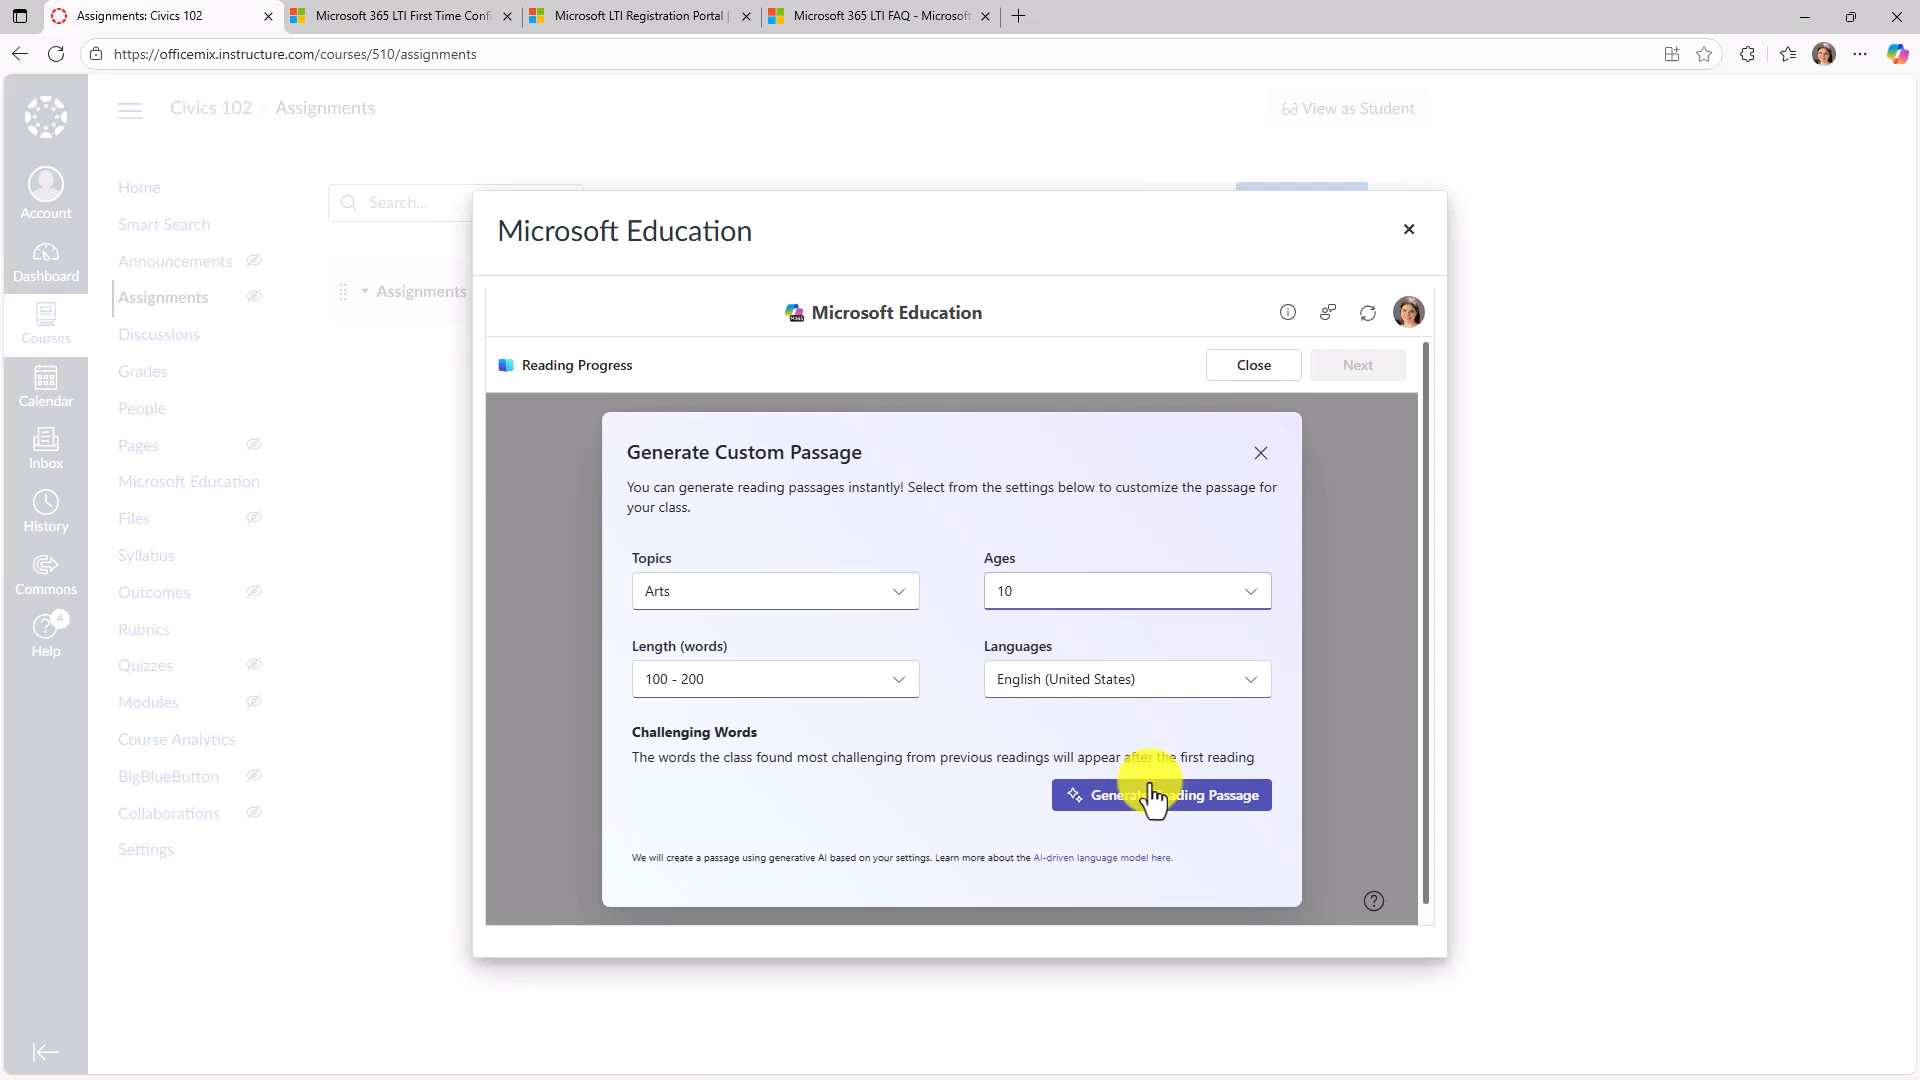 Assignments: Civics 102
Microsoft 365 LTI First Time Confi
Microsoft LTI Registration Portal |
Microsoft 365 LTI FAQ - Microsoft
https://officemix.instructure.com/courses/510/assignments
Civics 102 › Assignments
View as Student
Account
Dashboard
Courses
Calendar
Inbox
History
Commons
4
Help
Home
Smart Search
Announcements
Assignments
Discussions
Grades
People
Pages
Microsoft Education
Files
Syllabus
Outcomes
Rubrics
Quizzes
Modules
Course Analytics
BigBlueButton
Collaborations
Settings
Search...
Assignments
Microsoft Education
Microsoft Education
Reading Progress
Close
Next
Generate Custom Passage
You can generate reading passages instantly! Select from the settings below to customize the passage for
your class.
Topics
Arts
Ages
10
Length (words)
100 - 200
Languages
English (United States)
Challenging Words
The words the class found most challenging from previous readings will appear after the first reading
Generate Reading Passage
We will create a passage using generative AI based on your settings. Learn more about the AI-driven language model here.